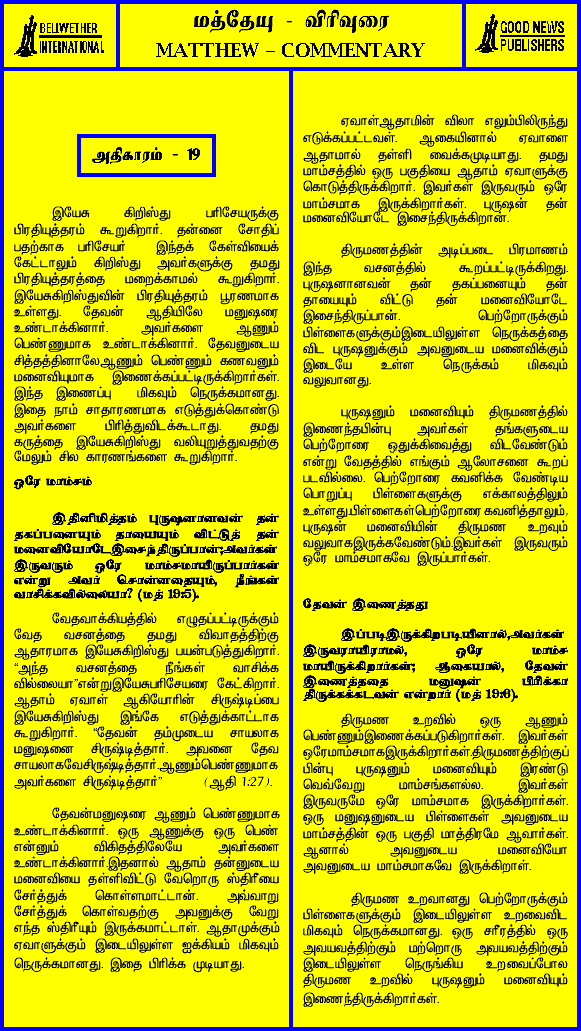 BELIWETHER
INTERNATIONAL
மத்தேயு - விரிவுரை
MATTHEW – COMMENTARY
GOOD NEWS
PUBLISHERS
அதிகாரம் - 19
இயேசு கிறிஸ்து பரிசேயருக்கு
பிரதியுத்தரம் கூறுகிறார். தன்னை சோதிப்
பதற்காக பரிசேயர் இந்தக் கேள்வியைக்
கேட்டாலும் கிறிஸ்து அவர்களுக்கு தமது
பிரதியுத்தரத்தை மறைக்காமல் கூறுகிறார்.
இயேசுகிறிஸ்துவின் பிரதியுத்தரம் பூரணமாக
உள்ளது. தேவன் ஆதியிலே மனுஷரை
உண்டாக்கினார். அவர்களை ஆணும்
பெண்ணுமாக உண்டாக்கினார். தேவனுடைய
சித்தத்தினாலேஆணும் பெண்ணும் கணவனும்
மனைவியுமாக இணைக்கப்பட்டிருக்கிறார்கள்.
இந்த இணைப்பு மிகவும் நெருக்கமானது.
இதை நாம் சாதாரணமாக எடுத்துக்கொண்டு
அவர்களை பிரித்துவிடக்கூடாது. தமது
கருத்தை இயேசுகிறிஸ்து வலியுறுத்துவதற்கு
மேலும் சில காரணங்களை கூறுகிறார்.
ஒரே மாம்சம்
இதினிமித்தம் புருஷனானவன் தன்
தகப்பனையும் தாயையும் விட்டுத் தன்
மனைவியோடேஇசைந்திருப்பான்;அவர்கள்
இருவரும் ஒரே மாம்சமாயிருப்பார்கள்
என்று அவர் சொன்னதையும், நீங்கள்
வாசிக்கவில்லையா? (மத் 19:5).
வேதவாக்கியத்தில் எழுதப்பட்டிருக்கும்
வேத வசனத்தை தமது விவாதத்திற்கு
ஆதாரமாக இயேசுகிறிஸ்து பயன்படுத்துகிறார்.
“அந்த வசனத்தை நீங்கள் வாசிக்க
வில்லையா”என்றுஇயேசுபரிசேயரை கேட்கிறார்.
ஆதாம் ஏவாள் ஆகியோரின் சிருஷ்டிப்பை
இயேசுகிறிஸ்து இங்கே எடுத்துக்காட்டாக
கூறுகிறார். “தேவன் தம்முடைய சாயலாக
மனுஷனை சிருஷ்டித்தார். அவனை தேவ
சாயலாகவேசிருஷ்டித்தார்.ஆணும்பெண்ணுமாக
அவர்களை சிருஷ்டித்தார்” (ஆதி 1:27).
தேவன்மனுஷரை ஆணும் பெண்ணுமாக
உண்டாக்கினார். ஒரு ஆணுக்கு ஒரு பெண்
என்னும் விகிதத்திலேயே அவர்களை
உண்டாக்கினார்.இதனால் ஆதாம் தன்னுடைய
மனைவியை தள்ளிவிட்டு வேறொரு ஸ்திரீயை
சேர்த்துக் கொள்ளமாட்டான். அவ்வாறு
சேர்த்துக் கொள்வதற்கு அவனுக்கு வேறு
எந்த ஸ்திரீயும் இருக்கமாட்டாள். ஆதாமுக்கும்
ஏவாளுக்கும் இடையிலுள்ள ஐக்கியம் மிகவும்
நெருக்கமானது. இதை பிரிக்க முடியாது.
ஏவாள்ஆதாமின் விலா எலும்பிலிருந்து
எடுக்கப்பட்டவள். ஆகையினால் ஏவாளை
ஆதாமால் தள்ளி வைக்கமுடியாது. தமது
மாம்சத்தில் ஒரு பகுதியை ஆதாம் ஏவாளுக்கு
கொடுத்திருக்கிறார். இவர்கள் இருவரும் ஒரே
மாம்சமாக இருக்கிறார்கள். புருஷன் தன்
மனைவியோடே இசைந்திருக்கிறான்.
திருமணத்தின் அடிப்படை பிரமாணம்
இந்த வசனத்தில் கூறப்பட்டிருக்கிறது.
புருஷனானவன் தன் தகப்பனையும் தன்
தாயையும் விட்டு தன் மனைவியோடே
இசைந்திருப்பான். பெற்றோருக்கும்
பிள்ளைகளுக்கும்இடையிலுள்ள நெருக்கத்தை
விட புருஷனுக்கும் அவனுடைய மனைவிக்கும்
இடையே உள்ள நெருக்கம் மிகவும்
வலுவானது.
புருஷனும் மனைவியும் திருமணத்தில்
இணைந்தபின்பு அவர்கள் தங்களுடைய
பெற்றோரை ஒதுக்கிவைத்து விடவேண்டும்
என்று வேதத்தில் எங்கும் ஆலோசனை கூறப்
படவில்லை. பெற்றோரை கவனிக்க வேண்டிய
பொறுப்பு பிள்ளைகளுக்கு எக்காலத்திலும்
உள்ளது.பிள்ளைகள்பெற்றோரை கவனித்தாலும்,
புருஷன் மனைவியின் திருமண உறவும்
வலுவாகஇருக்கவேண்டும்.இவர்கள் இருவரும்
ஒரே மாம்சமாகவே இருப்பார்கள்.
தேவன் இணைத்தது
இப்படிஇருக்கிறபடியினால்,அவர்கள்
இருவராயிராமல், ஒரே மாம்ச
மாயிருக்கிறார்கள்; ஆகையால், தேவன்
இணைத்ததை மனுஷன் பிரிக்கா
திருக்கக்கடவன் என்றார் (மத் 19:6).
திருமண உறவில் ஒரு ஆணும்
பெண்ணும்இணைக்கப்படுகிறார்கள். இவர்கள்
ஒரேமாம்சமாகஇருக்கிறார்கள்.திருமணத்திற்குப்
பின்பு புருஷனும் மனைவியும் இரண்டு
வெவ்வேறு மாம்சங்களல்ல. இவர்கள்
இருவருமே ஒரே மாம்சமாக இருக்கிறார்கள்.
ஒரு மனுஷனுடைய பிள்ளைகள் அவனுடைய
மாம்சத்தின் ஒரு பகுதி மாத்திரமே ஆவார்கள்.
ஆனால் அவனுடைய மனைவியோ
அவனுடைய மாம்சமாகவே இருக்கிறாள்.
திருமண உறவானது பெற்றோருக்கும்
பிள்ளைகளுக்கும் இடையிலுள்ள உறவைவிட
மிகவும் நெருக்கமானது. ஒரு சரீரத்தில் ஒரு
அவயவத்திற்கும் மற்றொரு அவயவத்திற்கும்
இடையிலுள்ள நெருங்கிய உறவைப்போல
திருமண உறவில் புருஷனும் மனைவியும்
இணைந்திருக்கிறார்கள்.